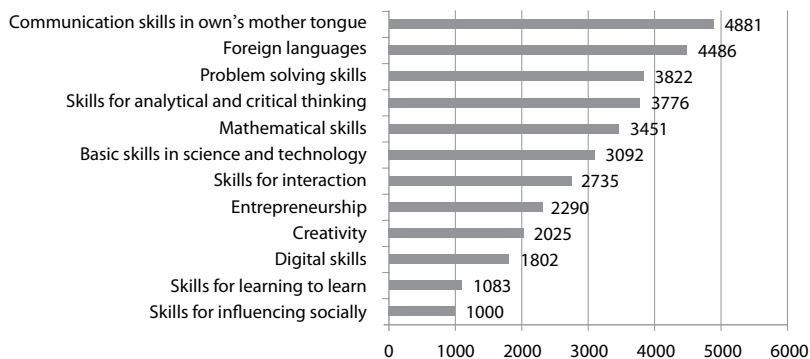 Communication skills in own’s mother tongue 4881
Foreign languages 4486
Problem solving skills 3822
Skills for analytical and critical thinking 3776
Mathematical skills 3451
Basic skills in science and technology 3092
Skills for interaction 2735
Entrepreneurship 2290
Creativity 2025
Digital skills 1802
Skills for learning to learn 1083
Skills for influencing socially 1000
0 1000 2000 3000 4000 5000 6000